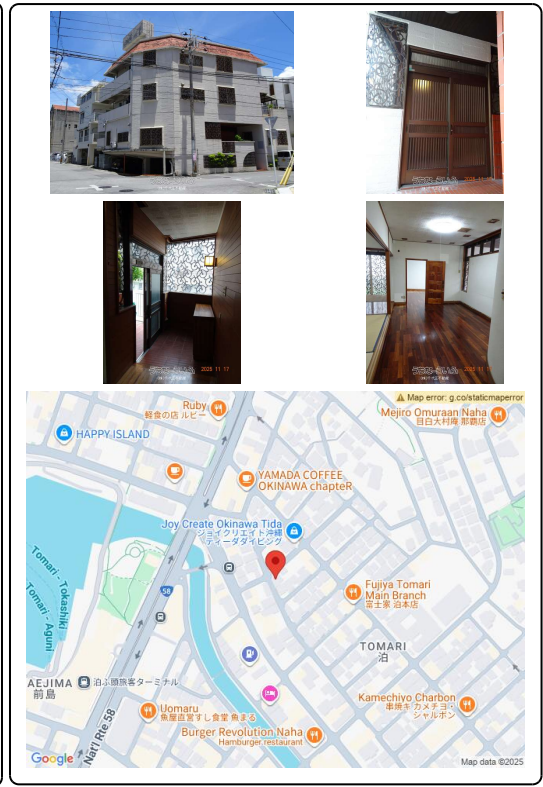 2025 11 17
⚠ Map error: g.co/staticmaperror
Ruby
軽食の店 ルビー
Mejiro Omuraan Naha
目白大村庵 那覇店
HAPPY ISLAND
YAMADA COFFEE
OKINAWA chapteR
Joy Create Okinawa Tida
ジョイクリエイト沖縄
ティーダダイビング
Tomari - Tokashiki
Tomari - Aguni
58
Fujiya Tomari
Main Branch
富士家 泊本店
TOMARI
泊
AEJIMA
前島
泊ふ頭旅客ターミナル
Nat'l Rte 58
Uomaru
魚屋直営すし食堂 魚まる
Kamechiyo Charbon
串焼キ カメチヨ・
シャルボン
Burger Revolution Naha
Hamburger restaurant
Google
Map data ©2025